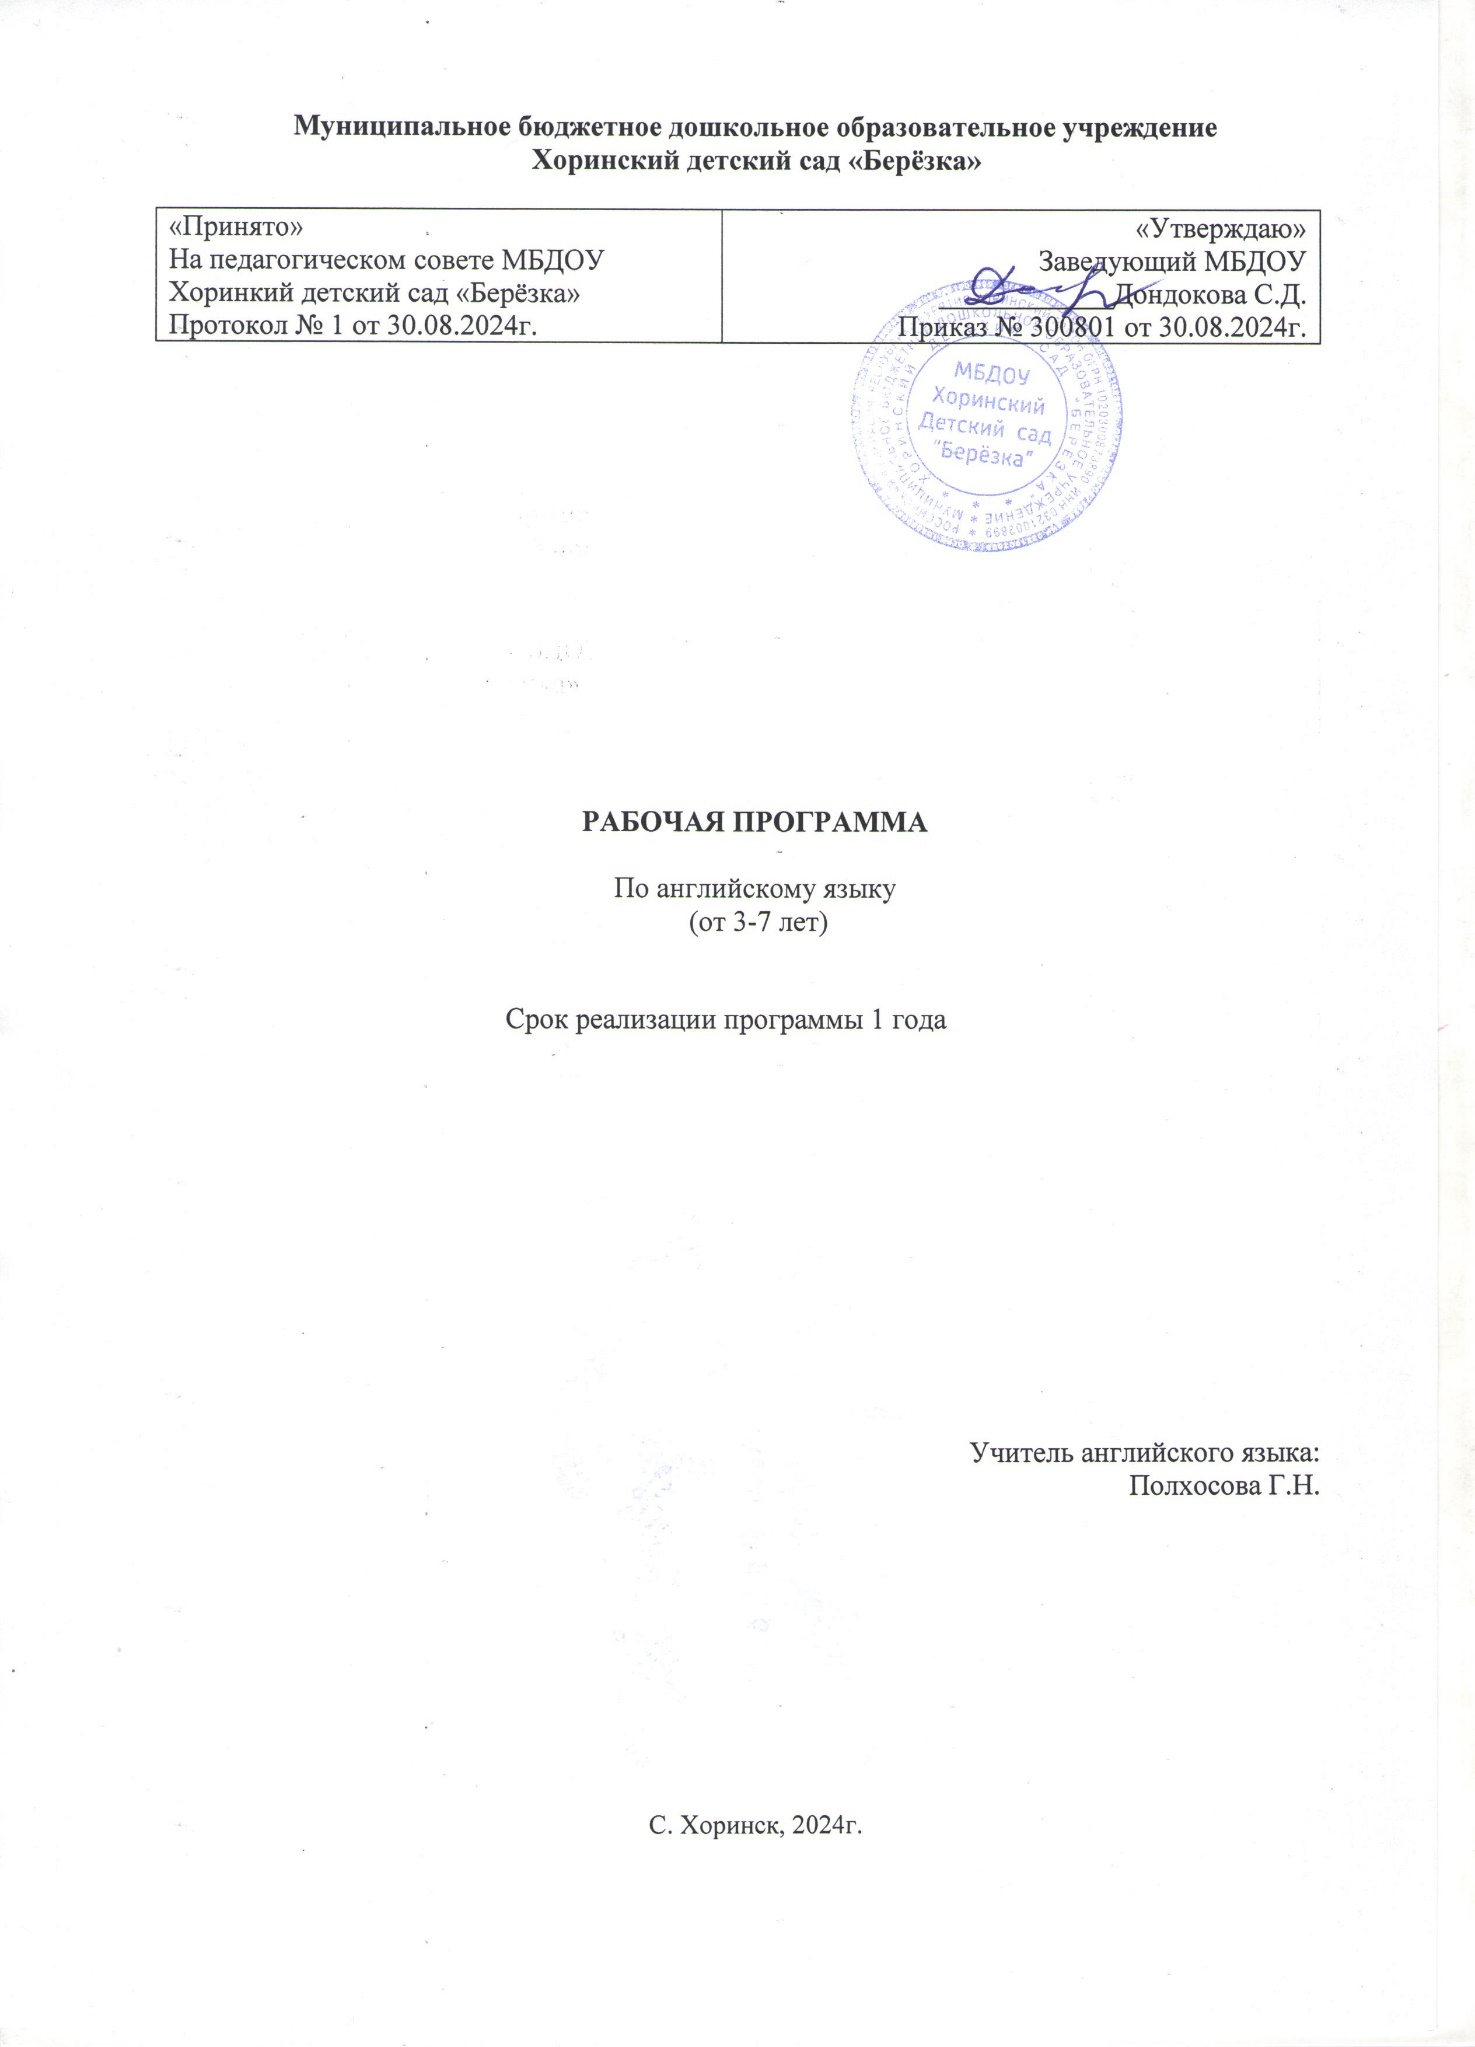 Муниципальное бюджетное дошкольное образовательное учреждение
Хоринский детский сад «Берёзка»
«Принято»
На педагогическом совете МБДОУ
Хоринкий детский сад «Берёзка»
Протокол № 1 от 30.08.2024г.
«Утверждаю»
Заведующий МБДОУ
Дондокова С.Д.
Приказ № 300801 от 30.08.2024г.
МБДОУ
Хоринский
Детский сад
"Берёзка"
РАБОЧАЯ ПРОГРАММА
По английскому языку
(от 3-7 лет)
Срок реализации программы 1 года
Учитель английского языка:
Полхосова Г.Н.
С. Хоринск, 2024г.